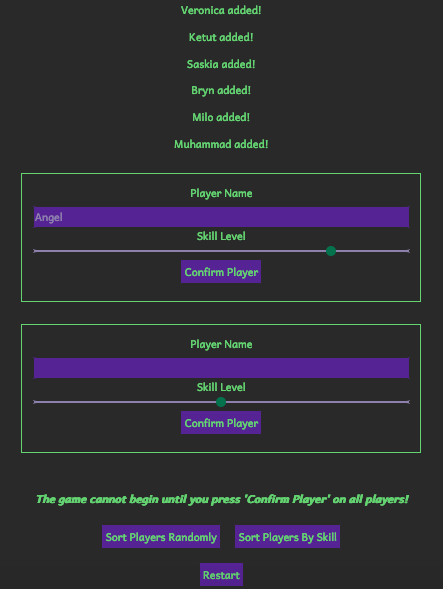 Veronica added!
Ketut added!
Saskia added!
Bryn added!
Milo added!
Muhammad added!
Player Name
Angel
Skill Level
Confirm Player
Player Name
Skill Level
Confirm Player
The game cannot begin until you press 'Confirm Player' on all players!
Sort Players Randomly Sort Players By Skill
Restart